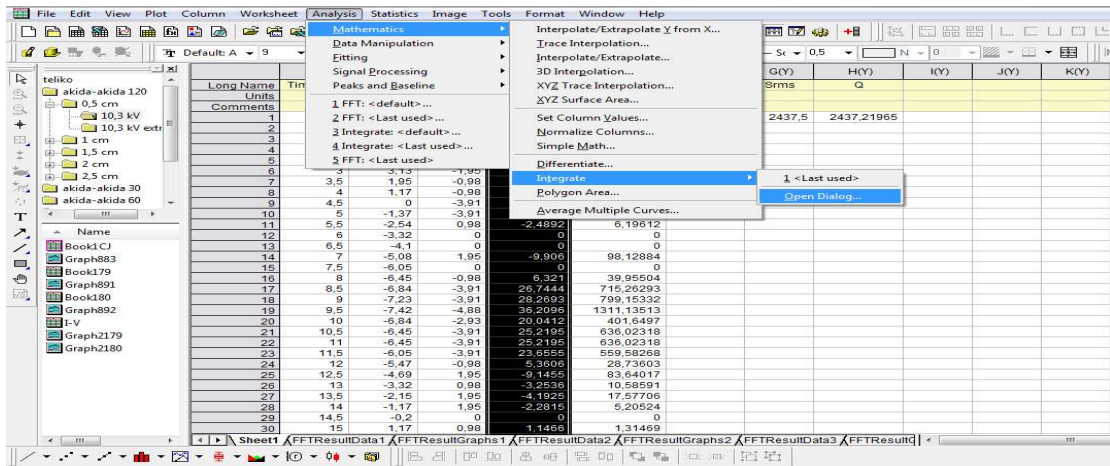 File Edit View Plot Column Worksheet Analysis Statistics Image Tools Format Window Help
Default: A 9
0,5
N 0
Mathematics
Data Manipulation
Fitting
Signal Processing
Peaks and Baseline
1 FFT: <default>...
2 FFT: <Last used>...
3 Integrate: <default>...
4 Integrate: <Last used>...
5 FFT: <Last used>
Interpolate/Extrapolate Y from X...
Trace Interpolation...
Interpolate/Extrapolate...
3D Interpolation...
XYZ Trace Interpolation...
XYZ Surface Area...
Set Column Values...
Normalize Columns...
Simple Math...
Differentiate...
Integrate
Polygon Area...
Average Multiple Curves...
1 <Last used>
Open Dialog...
teliko
akida-akida 120
0,5 cm
10,3 kV
10,3 kV extr
1 cm
1,5 cm
2 cm
2,5 cm
akida-akida 30
akida-akida 60
Name
Book1CJ
Graph883
Book179
Graph891
Book180
Graph892
I-V
Graph2179
Graph2180
G(Y) H(Y) I(Y) J(Y) K(Y)
Long Name Tim Srms Q
Units
Comments
1 2437,5 2437,21965
2
3
4
5
6 3 3,13 -1,95
7 3,5 1,95 -0,98
8 4 1,17 -0,98
9 4,5 0 -3,91
10 5 -1,37 -3,91
11 5,5 -2,54 0,98 -2,4892 6,19612
12 6 -3,32 0 0 0
13 6,5 -4,1 0 0 0
14 7 -5,08 1,95 -9,906 98,12884
15 7,5 -6,05 0 0 0
16 8 -6,45 -0,98 6,321 39,95504
17 8,5 -6,84 -3,91 26,7444 715,26293
18 9 -7,23 -3,91 28,2693 799,15332
19 9,5 -7,42 -4,88 36,2096 1311,13513
20 10 -6,84 -2,93 20,0412 401,6497
21 10,5 -6,45 -3,91 25,2195 636,02318
22 11 -6,45 -3,91 25,2195 636,02318
23 11,5 -6,05 -3,91 23,6555 559,58268
24 12 -5,47 -0,98 5,3606 28,73603
25 12,5 -4,69 1,95 -9,1455 83,64017
26 13 -3,32 0,98 -3,2536 10,58591
27 13,5 -2,15 1,95 -4,1925 17,57706
28 14 -1,17 1,95 -2,2815 5,20524
29 14,5 -0,2 0 0 0
30 15 1,17 0,98 1,1466 1,31469
Sheet1 FFTResultData1 FFTResultGraphs1 FFTResultData2 FFTResultGraphs2 FFTResultData3 FFTResultG